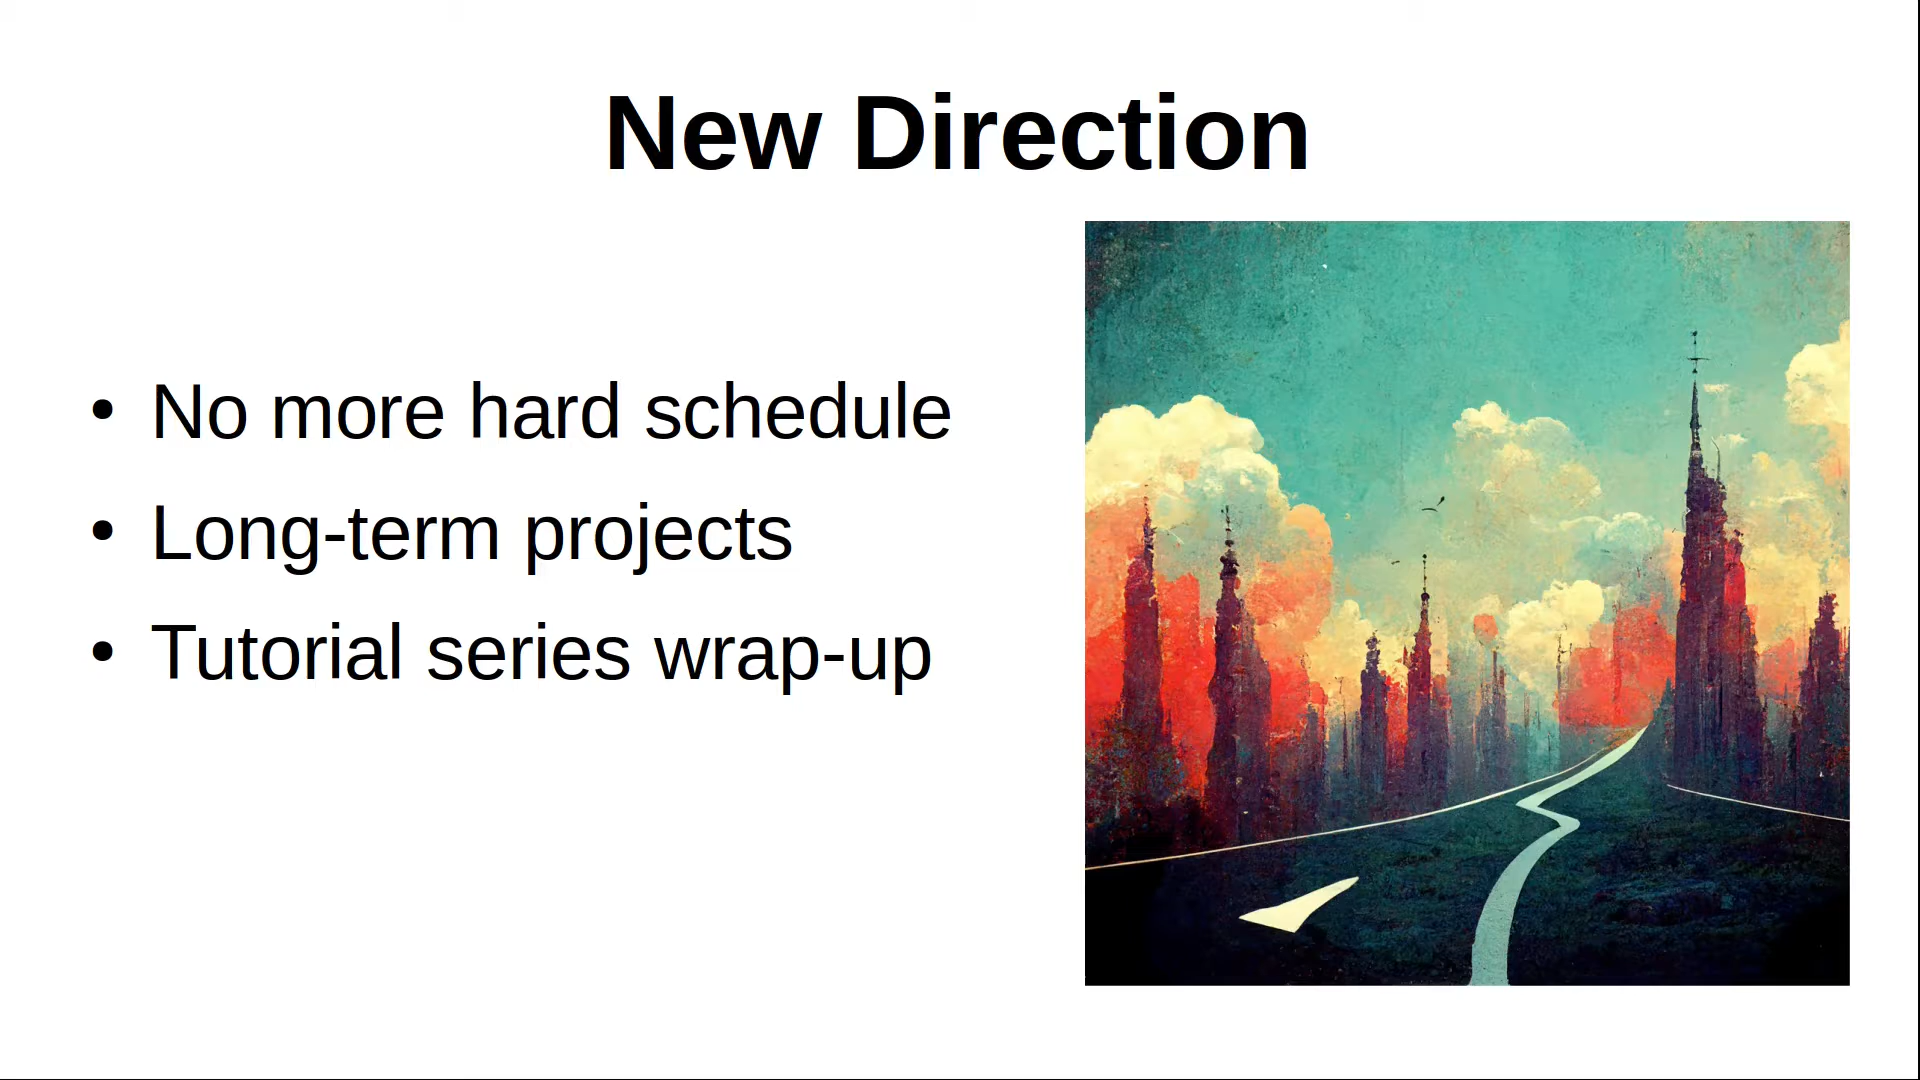 New Direction
• No more hard schedule
• Long-term projects
• Tutorial series wrap-up